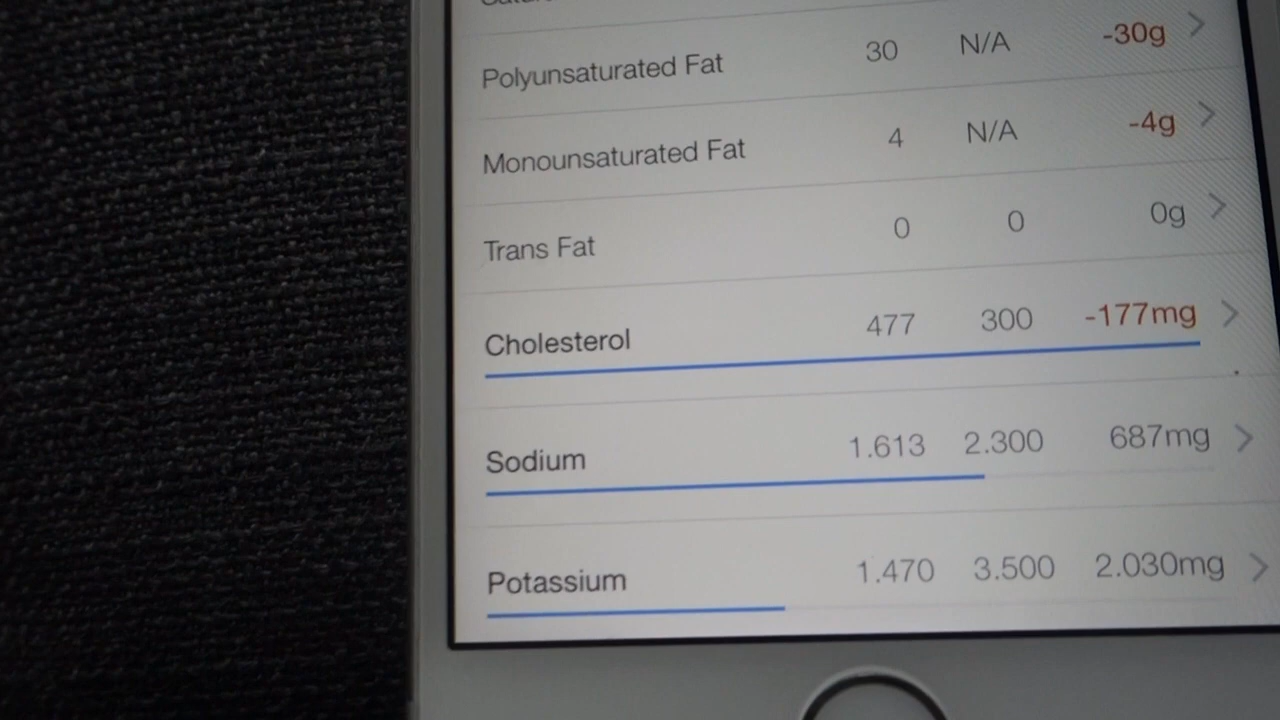 Polyunsaturated Fat 30 N/A -30g
Monounsaturated Fat 4 N/A -4g
Trans Fat 0 0 0g
Cholesterol 477 300 -177mg
Sodium 1.613 2.300 687mg
Potassium 1.470 3.500 2.030mg